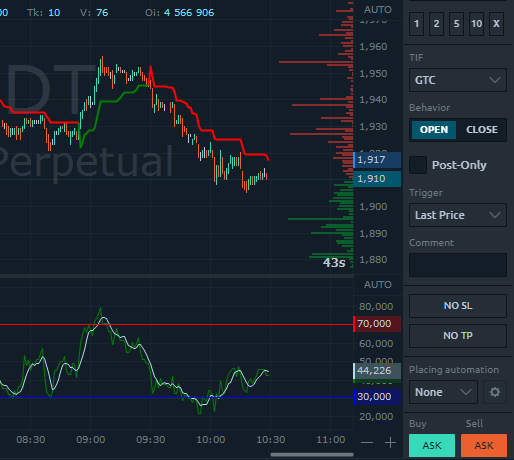 00 Tk: 10 V: 76 Oi: 4 566 906
DT
Perpetual
AUTO
1,970
1,960
1,950
1,940
1,930
1,920
1,917
1,910
1,900
1,890
1,880
43s
AUTO
80,000
70,000
60,000
50,000
44,226
30,000
20,000
08:30 09:00 09:30 10:00 10:30 11:00
1 2 5 10 X
TIF
GTC
Behavior
OPEN CLOSE
Post-Only
Trigger
Last Price
Comment
NO SL
NO TP
Placing automation
None
Buy Sell
ASK ASK